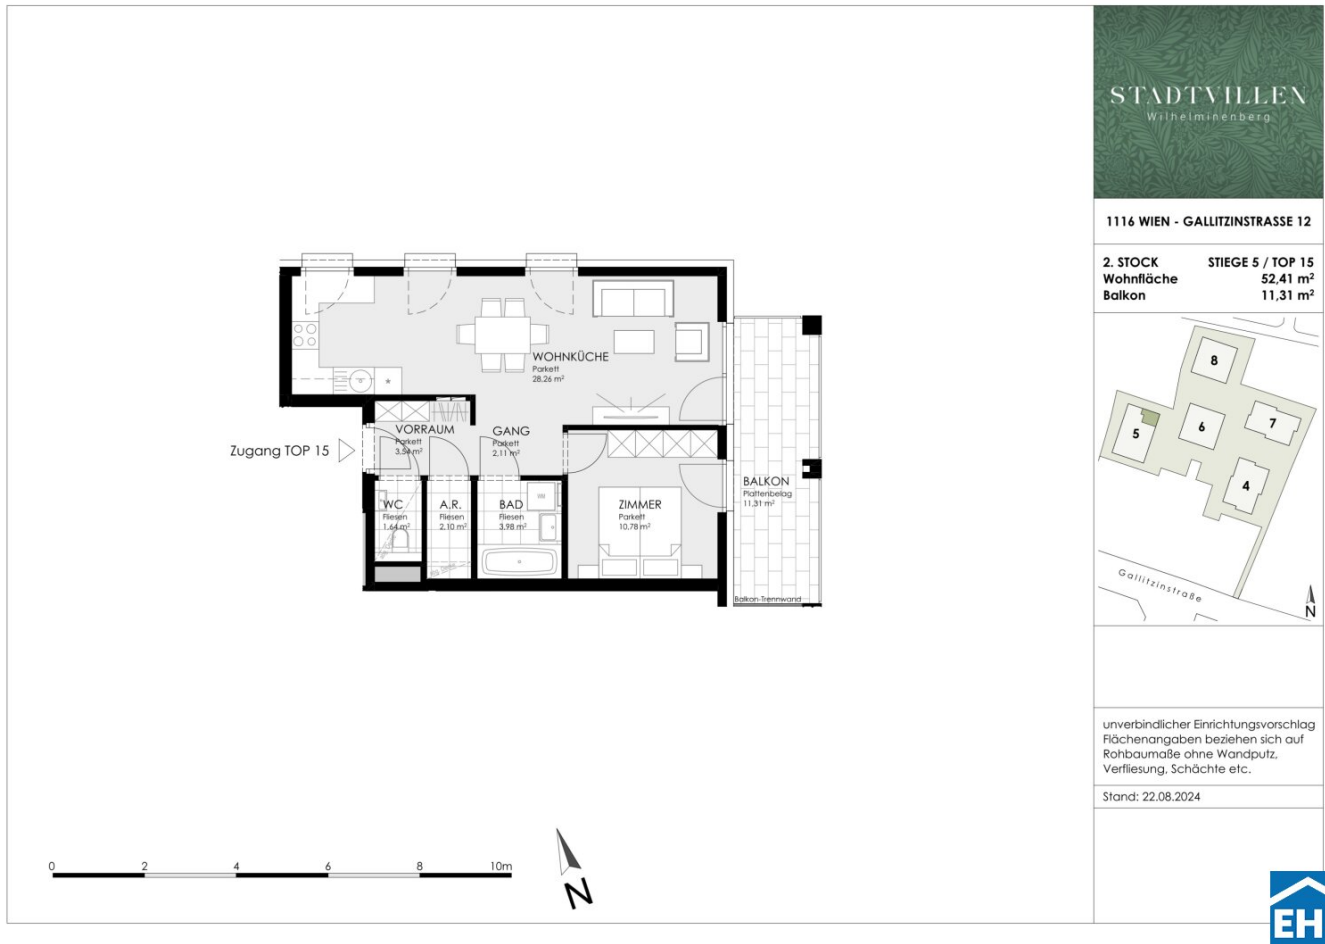 STADTVILLEN
Wilhelminenberg
1116 WIEN - GALLITZINSTRASSE 12
2. STOCK STIEGE 5 / TOP 15
Wohnfläche 52,41 m²
Balkon 11,31 m²
8
5
6
7
4
Gallitzinstraße
N
WOHNKÜCHE
Parkett
28,26 m²
VORRAUM
Parkett
3,54 m²
GANG
Parkett
2,11 m²
Zugang TOP 15
WC
Fliesen
1,64 m²
A.R.
Fliesen
2,10 m²
BAD
Fliesen
3,98 m²
ZIMMER
Parkett
10,78 m²
BALKON
Plattenbelag
11,31 m²
Balkon-Trennwand
unverbindlicher Einrichtungsvorschlag
Flächenangaben beziehen sich auf
Rohbaumaße ohne Wandputz,
Verfliesung, Schächte etc.
Stand: 22.08.2024
0 2 4 6 8 10m
N
EH